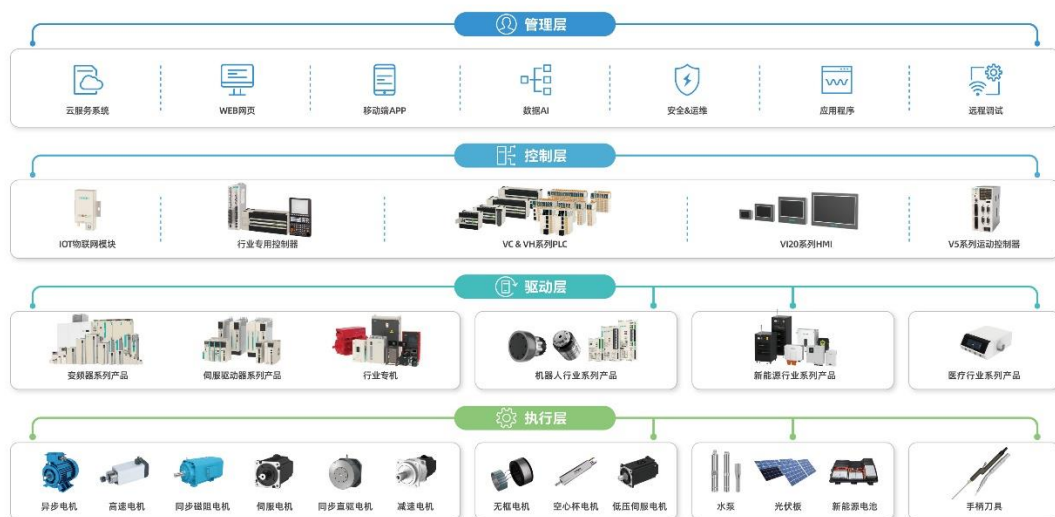 管理层
云服务系统
WEB网页
移动端APP
数据AI
安全&运维
应用程序
远程调试
控制层
IOT物联网模块
行业专用控制器
VC & VH系列PLC
VI20系列HMI
V5系列运动控制器
驱动层
变频器系列产品
伺服驱动器系列产品
行业专机
机器人行业系列产品
新能源行业系列产品
医疗行业系列产品
执行层
异步电机
高速电机
同步磁阻电机
伺服电机
同步直驱电机
减速电机
无框电机
空心杯电机
低压伺服电机
水泵
光伏板
新能源电池
手柄刀具